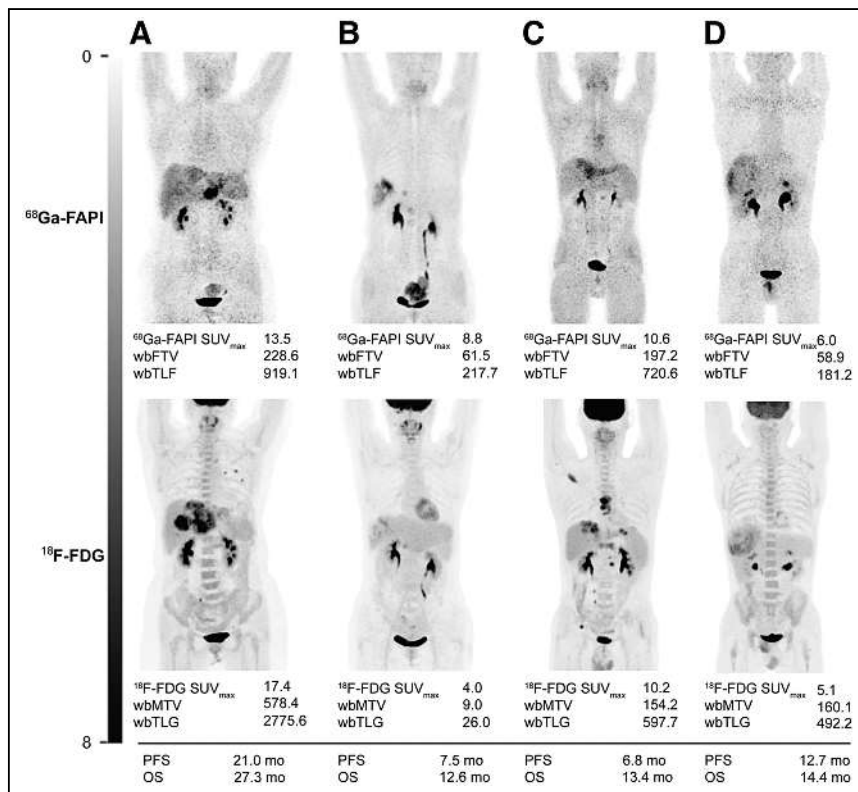 A B C D
0
⁶⁸Ga-FAPI
⁶⁸Ga-FAPI SUVmax 13.5
wbFTV 228.6
wbTLF 919.1
⁶⁸Ga-FAPI SUVmax 8.8
wbFTV 61.5
wbTLF 217.7
⁶⁸Ga-FAPI SUVmax 10.6
wbFTV 197.2
wbTLF 720.6
⁶⁸Ga-FAPI SUVmax 6.0
wbFTV 58.9
wbTLF 181.2
¹⁸F-FDG
¹⁸F-FDG SUVmax 17.4
wbMTV 578.4
wbTLG 2775.6
¹⁸F-FDG SUVmax 4.0
wbMTV 9.0
wbTLG 26.0
¹⁸F-FDG SUVmax 10.2
wbMTV 154.2
wbTLG 597.7
¹⁸F-FDG SUVmax 5.1
wbMTV 160.1
wbTLG 492.2
8
PFS 21.0 mo
OS 27.3 mo
PFS 7.5 mo
OS 12.6 mo
PFS 6.8 mo
OS 13.4 mo
PFS 12.7 mo
OS 14.4 mo